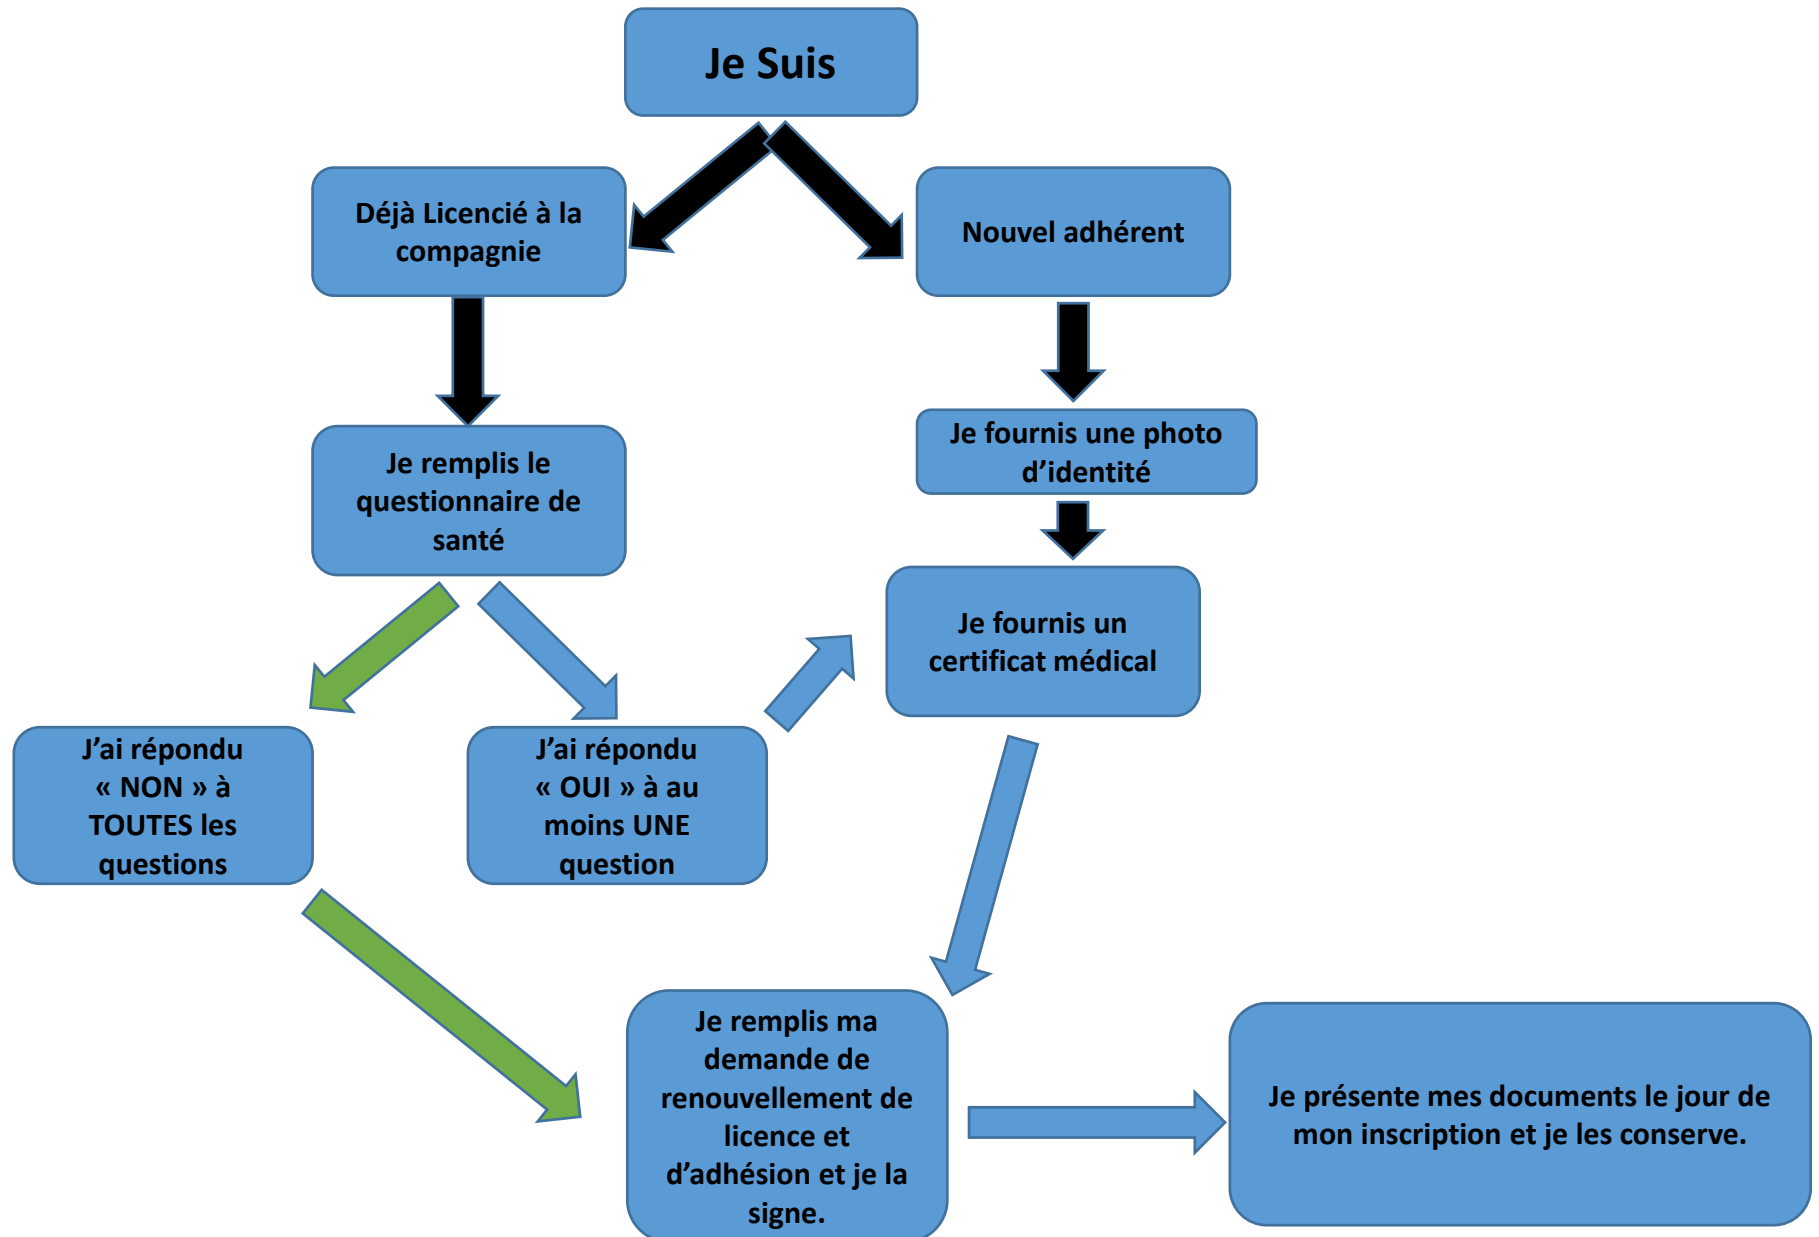 Je Suis
Déjà Licencié à la
compagnie
Nouvel adhérent
Je fournis une photo
d’identité
Je remplis le
questionnaire de
santé
Je fournis un
certificat médical
J’ai répondu
« NON » à
TOUTES les
questions
J’ai répondu
« OUI » à au
moins UNE
question
Je remplis ma
demande de
renouvellement de
licence et
d’adhésion et je la
signe.
Je présente mes documents le jour de
mon inscription et je les conserve.